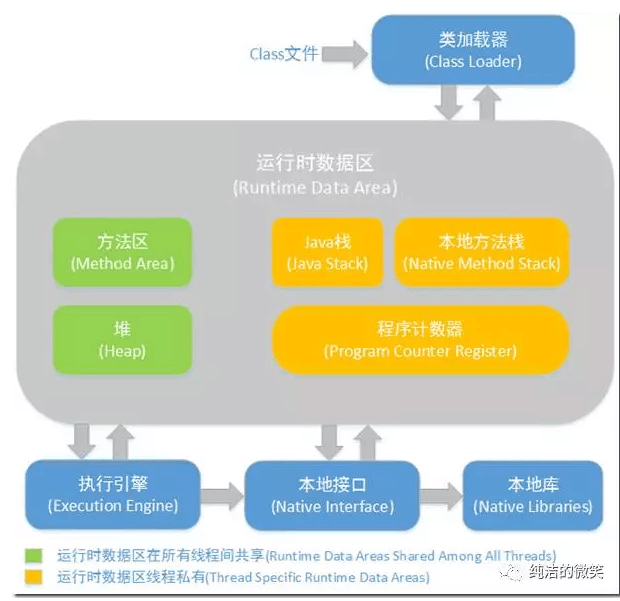 Class文件
类加载器
(Class Loader)
运行时数据区
(Runtime Data Area)
方法区
(Method Area)
Java栈
(Java Stack)
本地方法栈
(Native Method Stack)
堆
(Heap)
程序计数器
(Program Counter Register)
执行引擎
(Execution Engine)
本地接口
(Native Interface)
本地库
(Native Libraries)
运行时数据区在所有线程间共享(Runtime Data Areas Shared Among All Threads)
运行时数据区线程私有(Thread Specific Runtime Data Areas)
纯洁的微笑